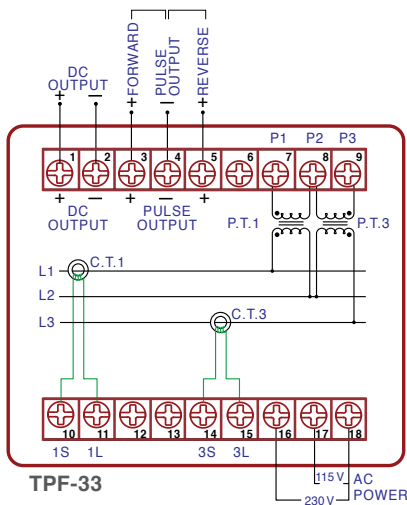 DC
OUTPUT
+ −
+FORWARD
PULSE
− OUTPUT
+REVERSE
P1 P2 P3
1 2 3 4 5 6 7 8 9
+ − + − +
DC
OUTPUT
PULSE
OUTPUT
P.T.1 P.T.3
C.T.1
L1
L2
L3
C.T.3
10 11 12 13 14 15 16 17 18
1S 1L 3S 3L
115 V
AC
POWER
230 V
TPF-33